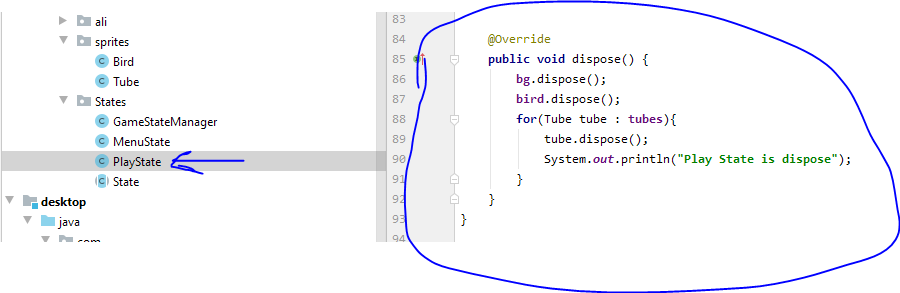 ali
sprites
Bird
Tube
States
GameStateManager
MenuState
PlayState
State
desktop
java
com
83
84 @Override
85 public void dispose() {
86 bg.dispose();
87 bird.dispose();
88 for(Tube tube : tubes){
89 tube.dispose();
90 System.out.println("Play State is dispose");
91 }
92 }
93 }
94